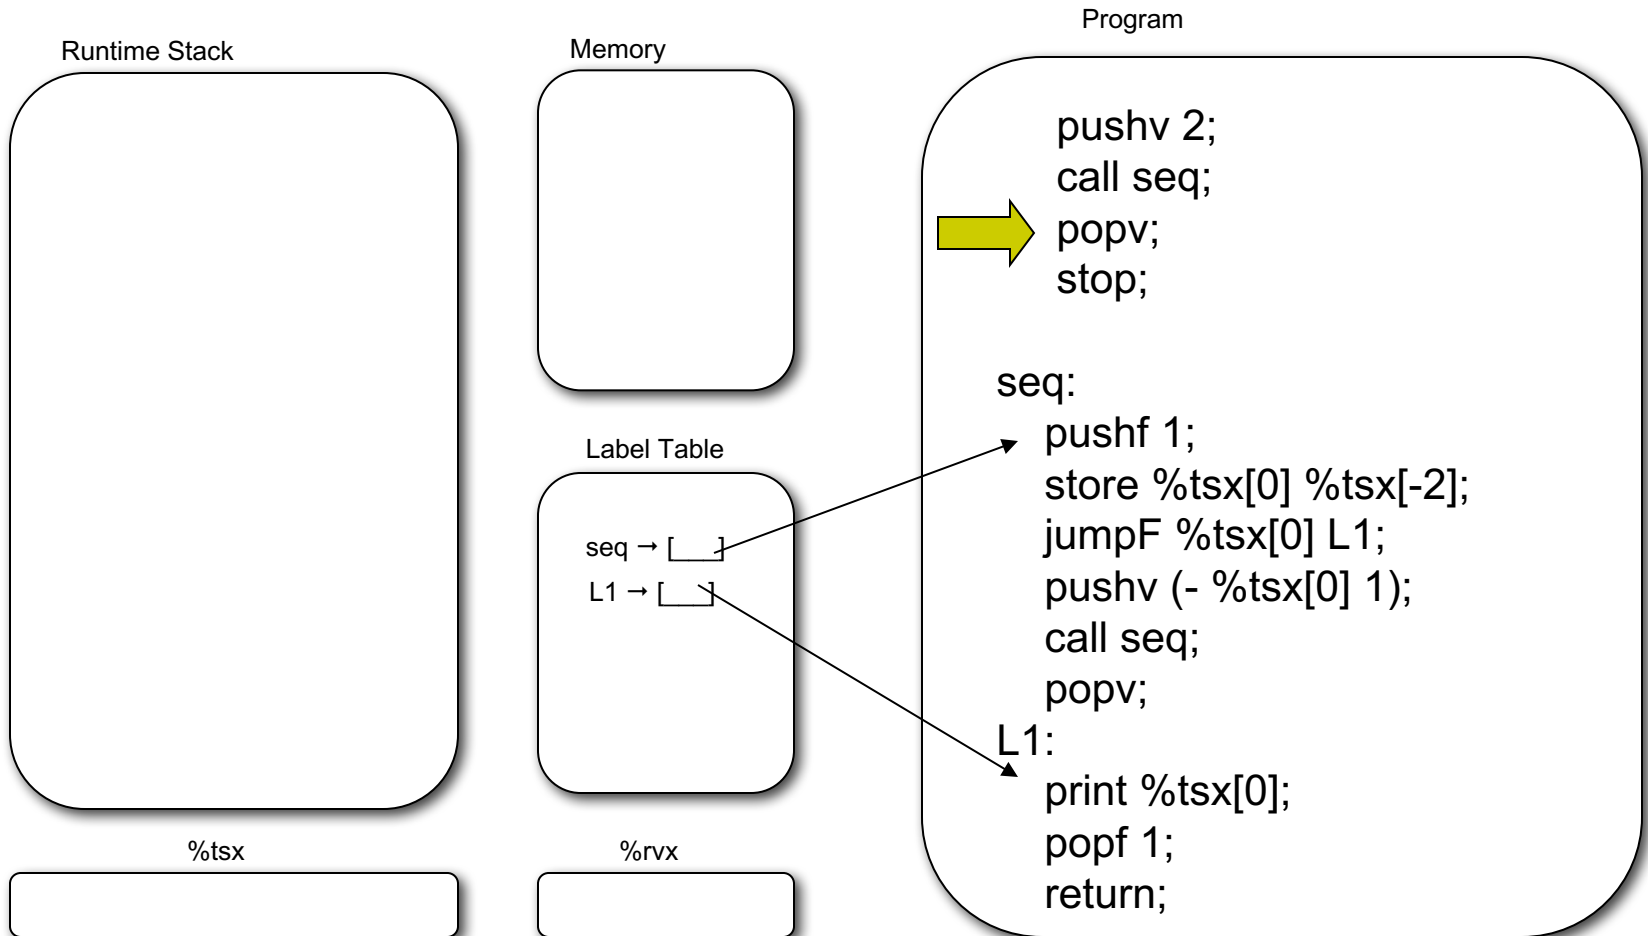 Program
Runtime Stack
Memory
pushv 2;
call seq;
popv;
stop;
seq:
pushf 1;
store %tsx[0] %tsx[-2];
jumpF %tsx[0] L1;
pushv (- %tsx[0] 1);
call seq;
popv;
L1:
print %tsx[0];
popf 1;
return;
Label Table
seq → [___]
L1 → [___]
%tsx
%rvx